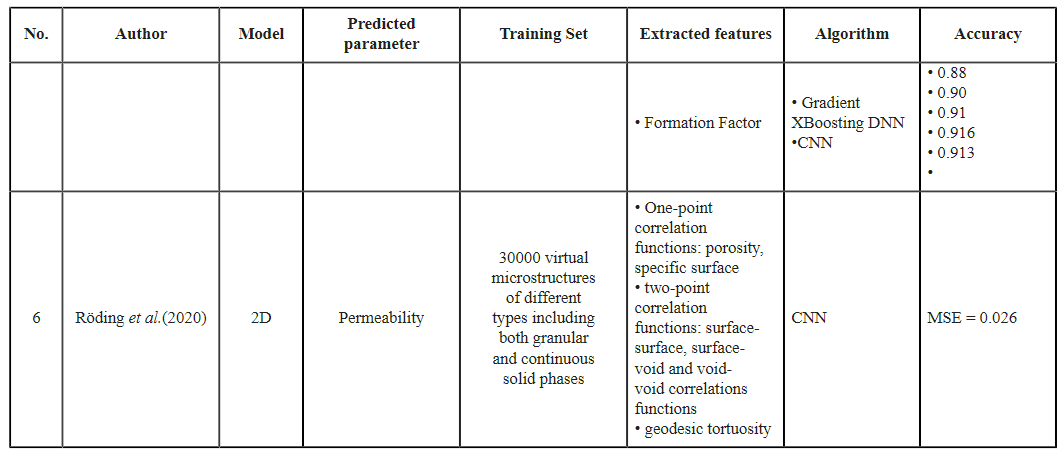 No.
Author
Model
Predicted
parameter
Training Set
Extracted features
Algorithm
Accuracy
• Formation Factor
• Gradient
XBoosting DNN
•CNN
• 0.88
• 0.90
• 0.91
• 0.916
• 0.913
•
6
Röding et al.(2020)
2D
Permeability
30000 virtual
microstructures
of different
types including
both granular
and continuous
solid phases
• One-point
correlation
functions: porosity,
specific surface
• two-point
correlation
functions: surface-
surface, surface-
void and void-
void correlations
functions
• geodesic tortuosity
CNN
MSE = 0.026